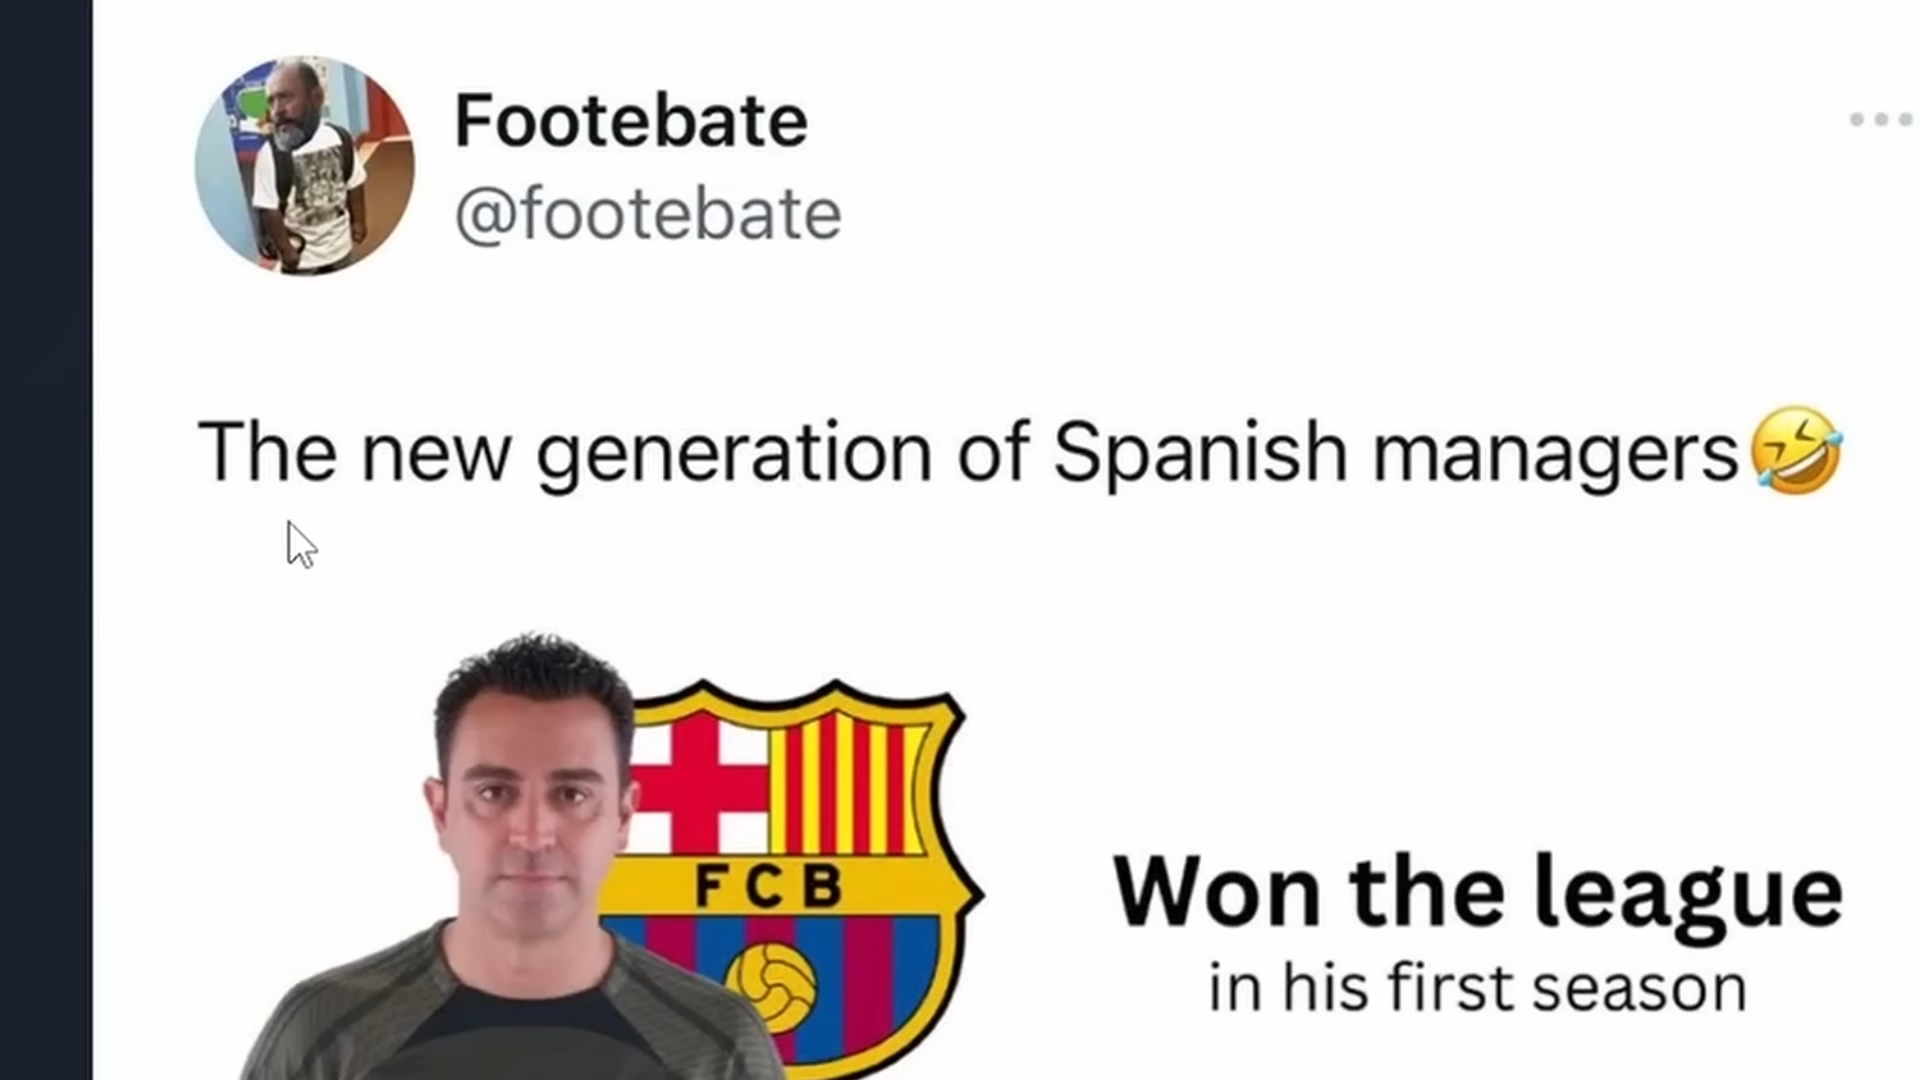 Footebate
@footebate
The new generation of Spanish managers🤣
FCB
Won the league
in his first season